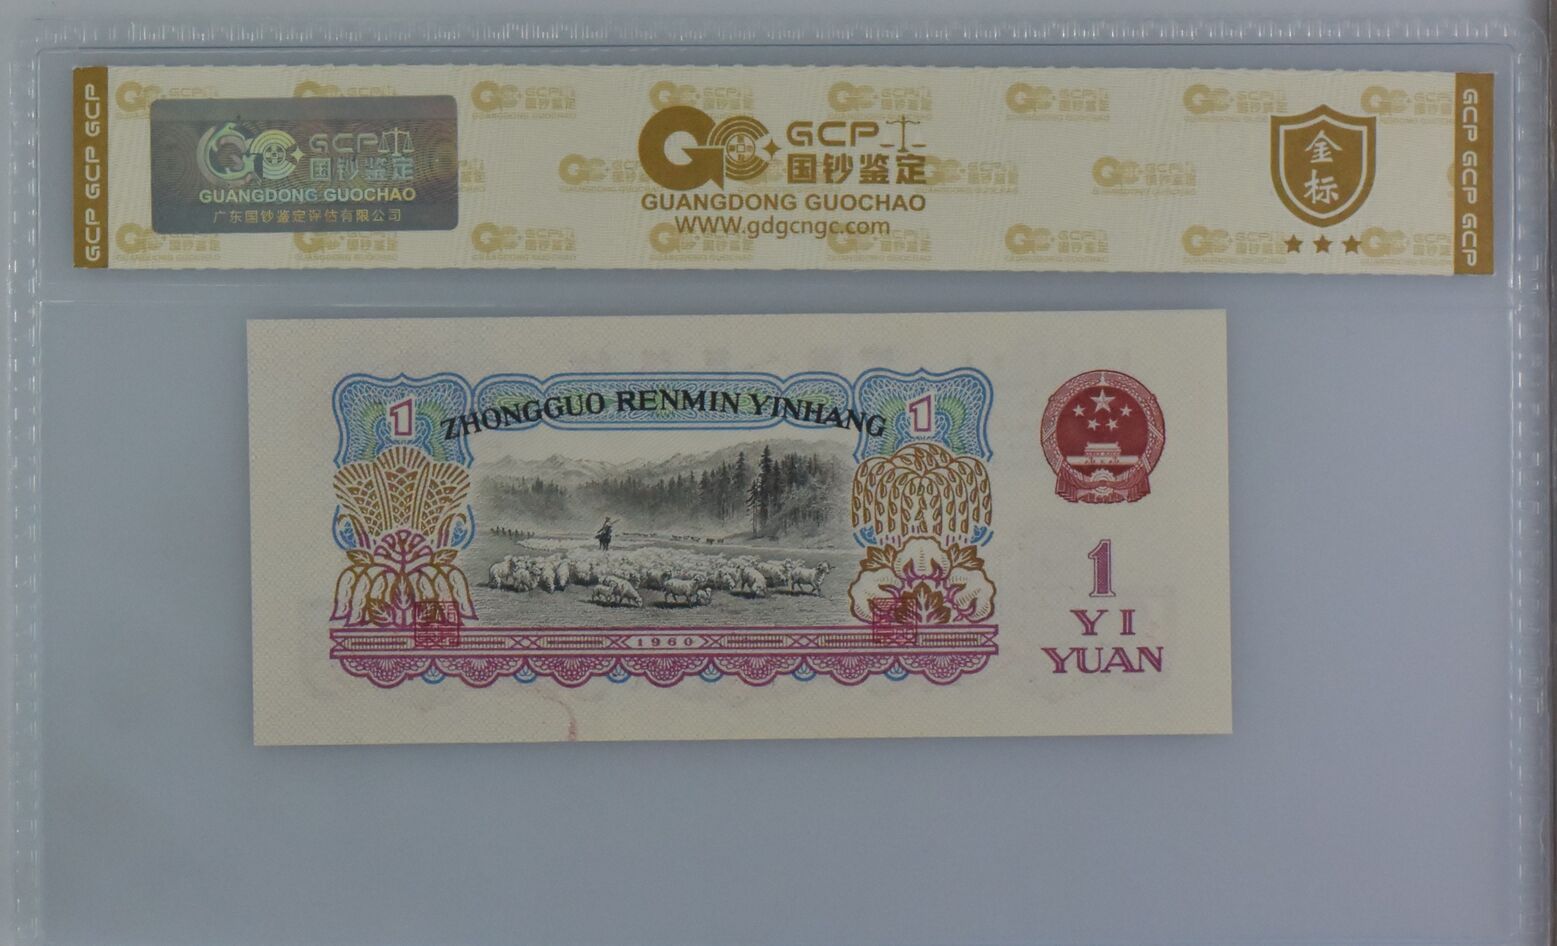 GCP GCP GCP
GCP
国钞鉴定
GUANGDONG GUOCHAO
广东国钞鉴定评估有限公司
GCP
国钞鉴定
GUANGDONG GUOCHAO
WWW.gdgcngc.com
金
标
GCP GCP GCP
ZHONGGUO RENMIN YINHANG
1
1
1960
1
YI
YUAN